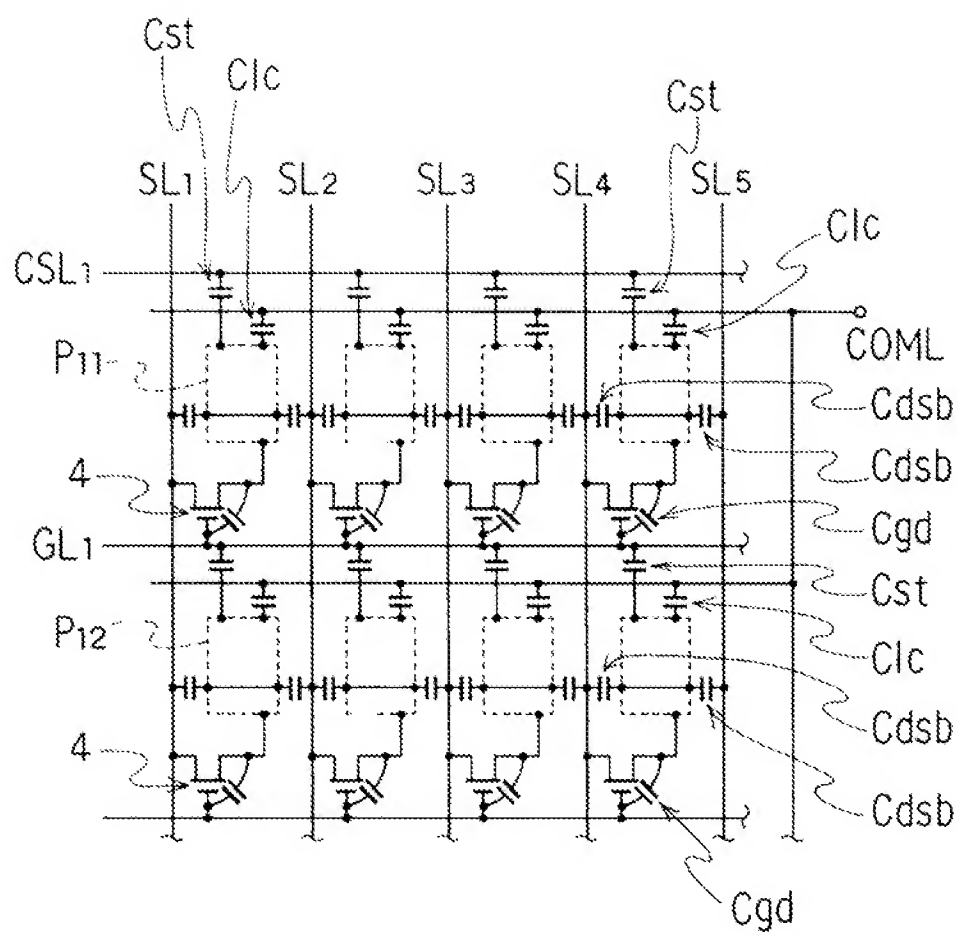 Cst
Clc
Cst
SL1 SL2 SL3 SL4 SL5
Clc
CSL1
COML
P11
Cdsb
Cdsb
4
Cgd
GL1
Cst
P12
Clc
Cdsb
4
Cdsb
Cgd